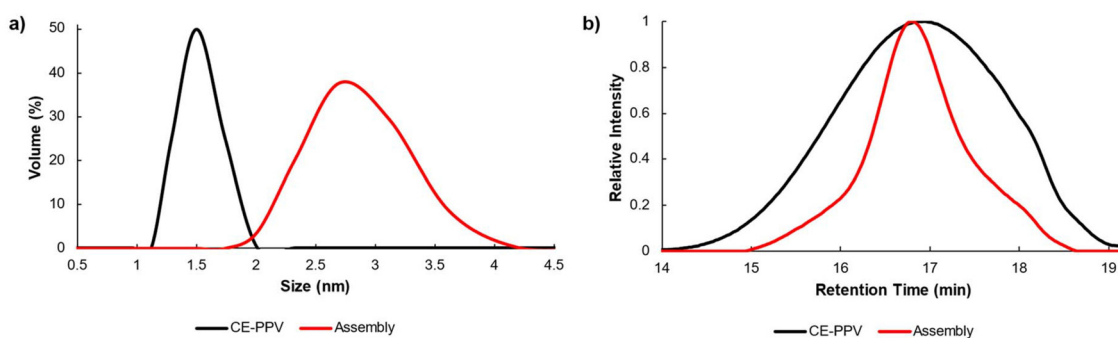 a)
50
40
30
20
10
0
Volume (%)
0.5 1 1.5 2 2.5 3 3.5 4 4.5
Size (nm)
CE-PPV Assembly
b)
1
0.8
0.6
0.4
0.2
0
Relative Intensity
14 15 16 17 18 19
Retention Time (min)
CE-PPV Assembly